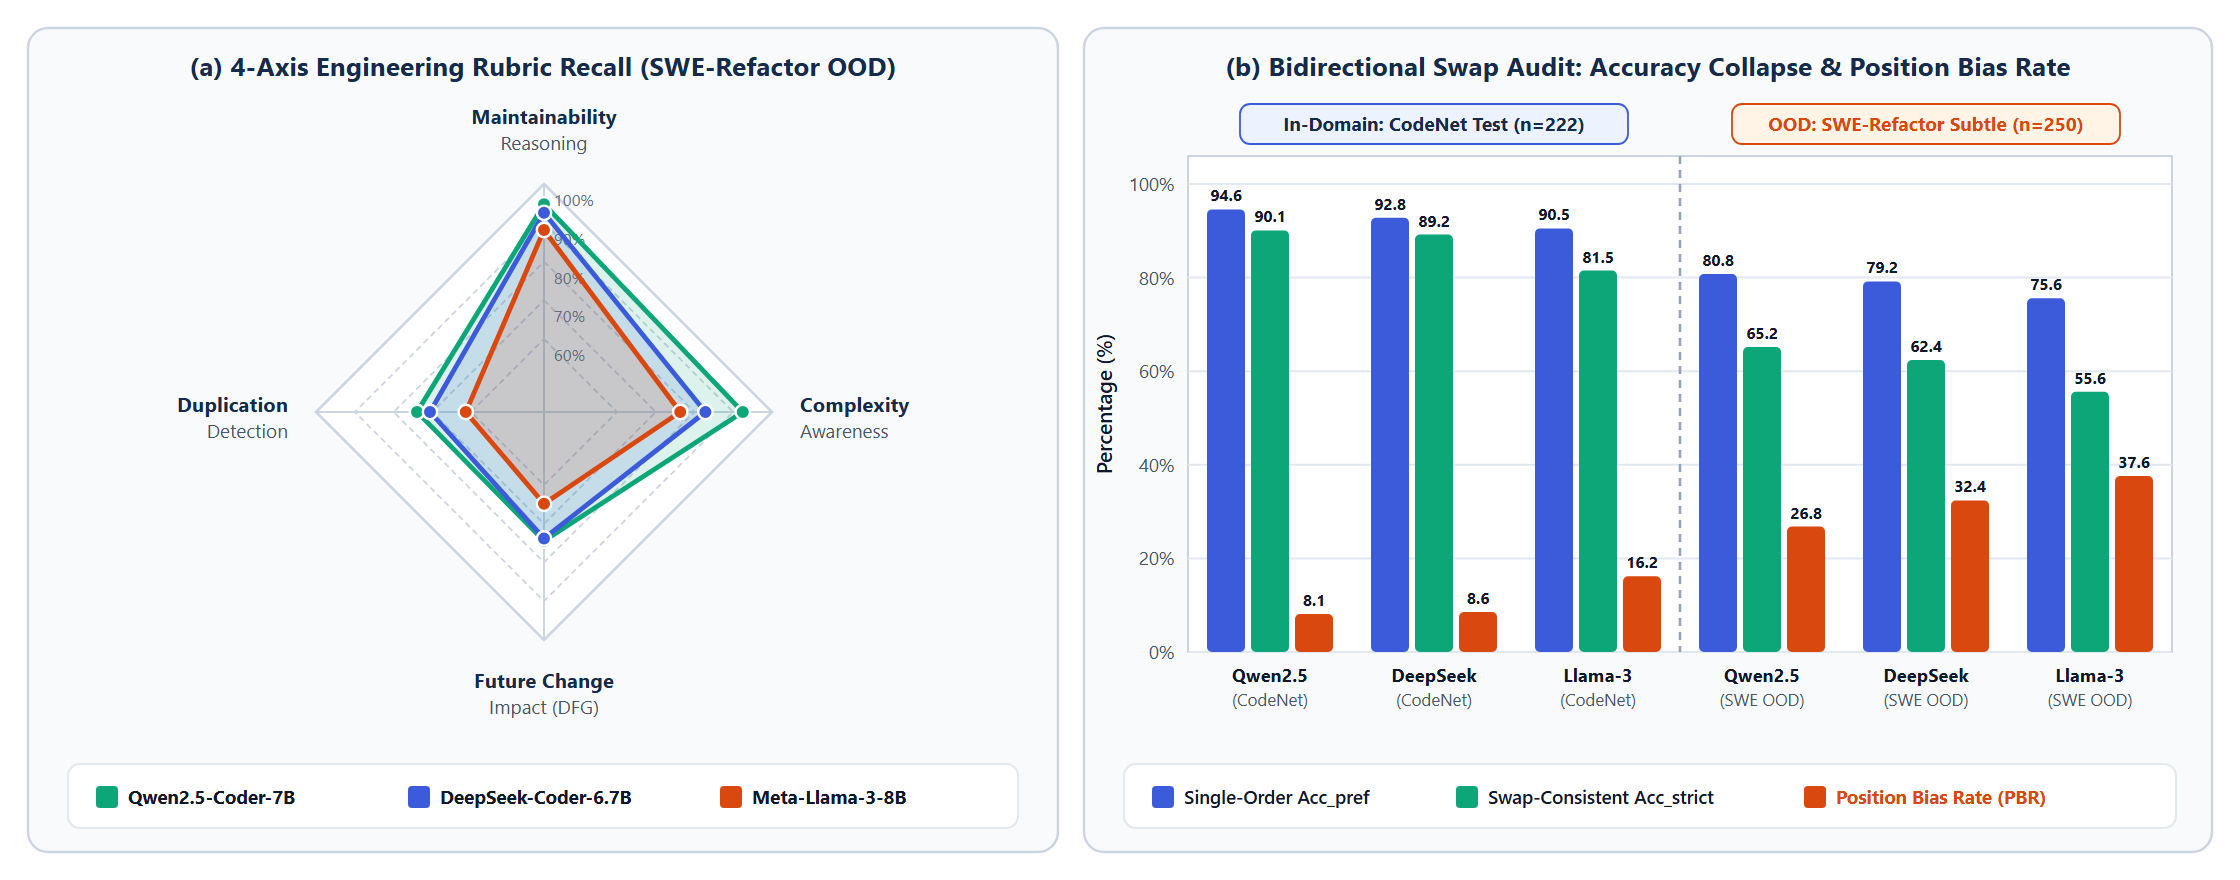 (a) 4-Axis Engineering Rubric Recall (SWE-Refactor OOD)
Maintainability
Reasoning
100%
90%
80%
70%
60%
Duplication
Detection
Complexity
Awareness
Future Change
Impact (DFG)
Qwen2.5-Coder-7B
DeepSeek-Coder-6.7B
Meta-Llama-3-8B
(b) Bidirectional Swap Audit: Accuracy Collapse & Position Bias Rate
In-Domain: CodeNet Test (n=222)
OOD: SWE-Refactor Subtle (n=250)
Percentage (%)
100%
80%
60%
40%
20%
0%
94.6
90.1
8.1
92.8
89.2
8.6
90.5
81.5
16.2
80.8
65.2
26.8
79.2
62.4
32.4
75.6
55.6
37.6
Qwen2.5
(CodeNet)
DeepSeek
(CodeNet)
Llama-3
(CodeNet)
Qwen2.5
(SWE OOD)
DeepSeek
(SWE OOD)
Llama-3
(SWE OOD)
Single-Order Acc_pref
Swap-Consistent Acc_strict
Position Bias Rate (PBR)